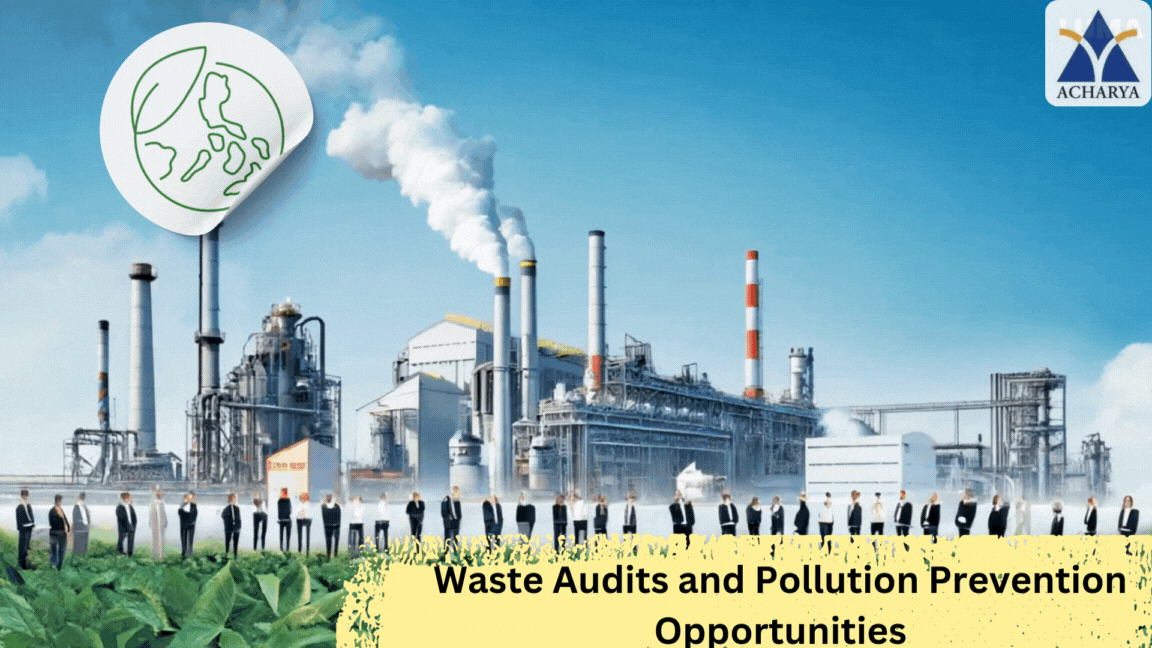 ACHARYA
Waste Audits and Pollution Prevention
Opportunities